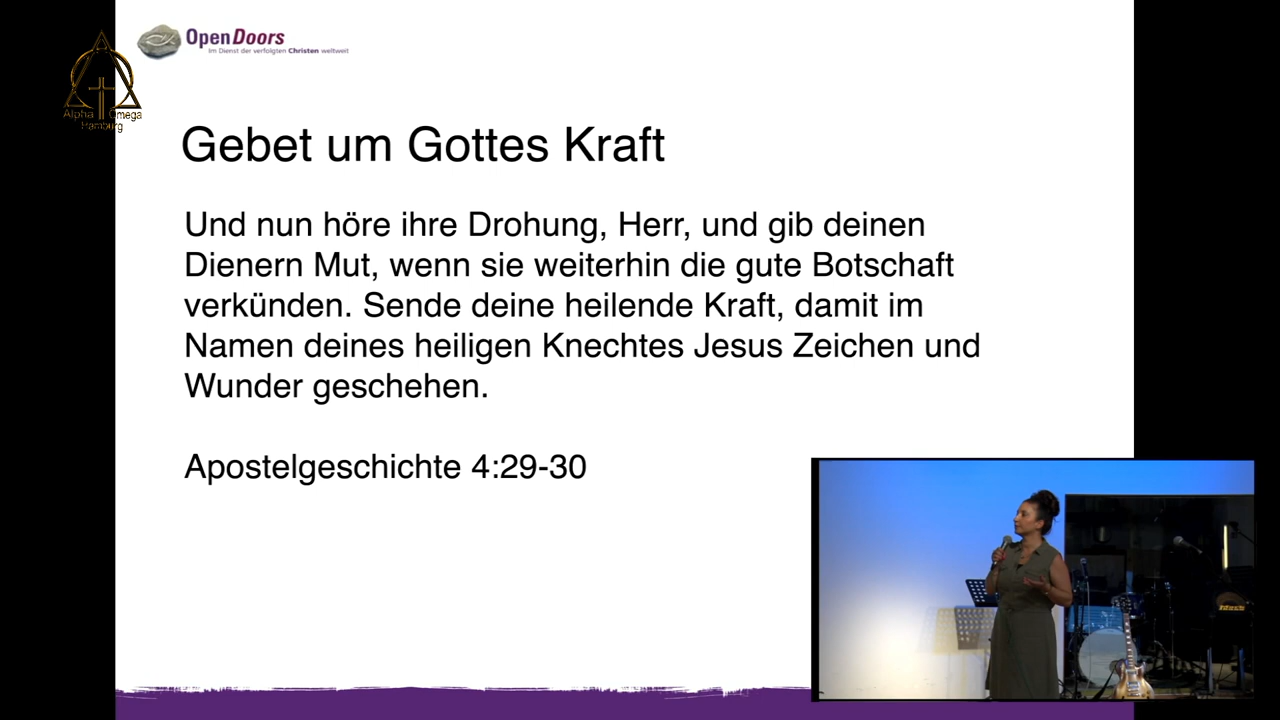 OpenDoors
Im Dienst der verfolgten Christen weltweit
Alpha Omega
Hamburg
Gebet um Gottes Kraft
Und nun höre ihre Drohung, Herr, und gib deinen
Dienern Mut, wenn sie weiterhin die gute Botschaft
verkünden. Sende deine heilende Kraft, damit im
Namen deines heiligen Knechtes Jesus Zeichen und
Wunder geschehen.
Apostelgeschichte 4:29-30